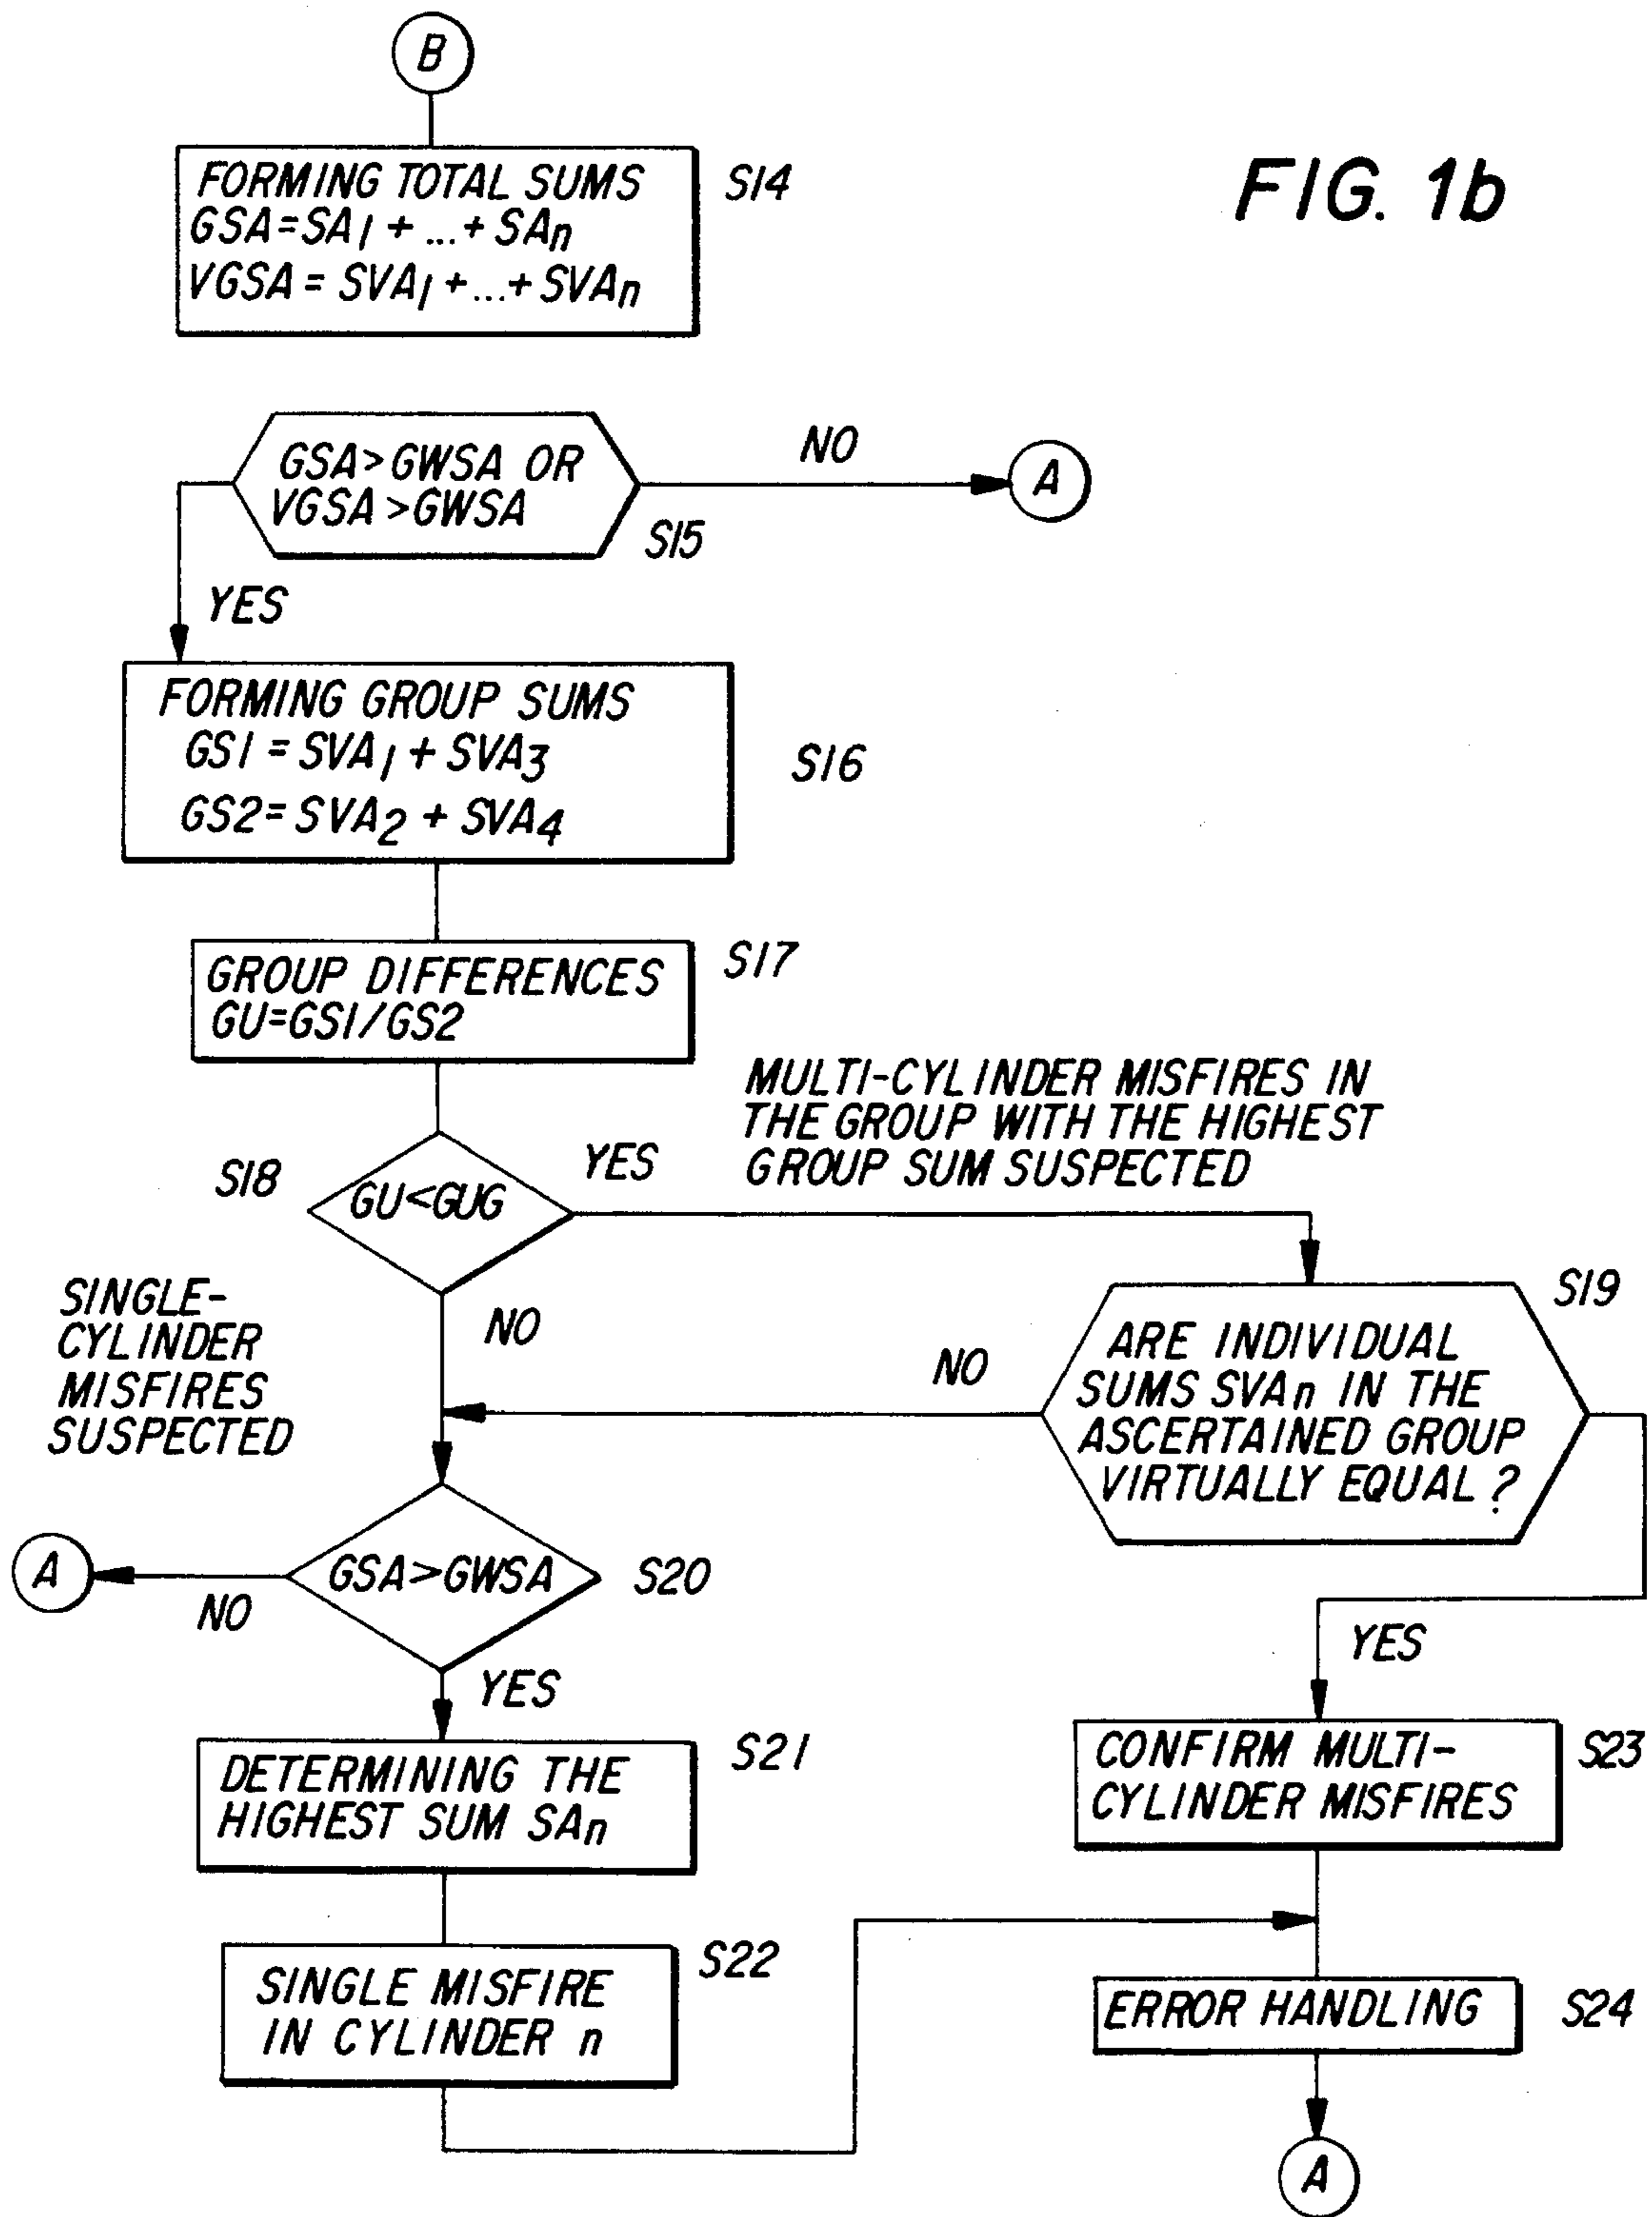 B
FORMING TOTAL SUMS
GSA=SA1 + ...+ SAn
VGSA = SVA1 +...+ SVAn
S14
FIG. 1b
GSA>GWSA OR
VGSA>GWSA
S15
NO
A
YES
FORMING GROUP SUMS
GS1 = SVA1 + SVA3
GS2= SVA2 + SVA4
S16
GROUP DIFFERENCES
GU=GS1/GS2
S17
MULTI-CYLINDER MISFIRES IN
THE GROUP WITH THE HIGHEST
GROUP SUM SUSPECTED
S18
GU<GUG
YES
NO
SINGLE-
CYLINDER
MISFIRES
SUSPECTED
S19
ARE INDIVIDUAL
SUMS SVAn IN THE
ASCERTAINED GROUP
VIRTUALLY EQUAL ?
NO
YES
A
NO
GSA>GWSA
S20
YES
DETERMINING THE
HIGHEST SUM SAn
S21
CONFIRM MULTI-
CYLINDER MISFIRES
S23
SINGLE MISFIRE
IN CYLINDER n
S22
ERROR HANDLING
S24
A